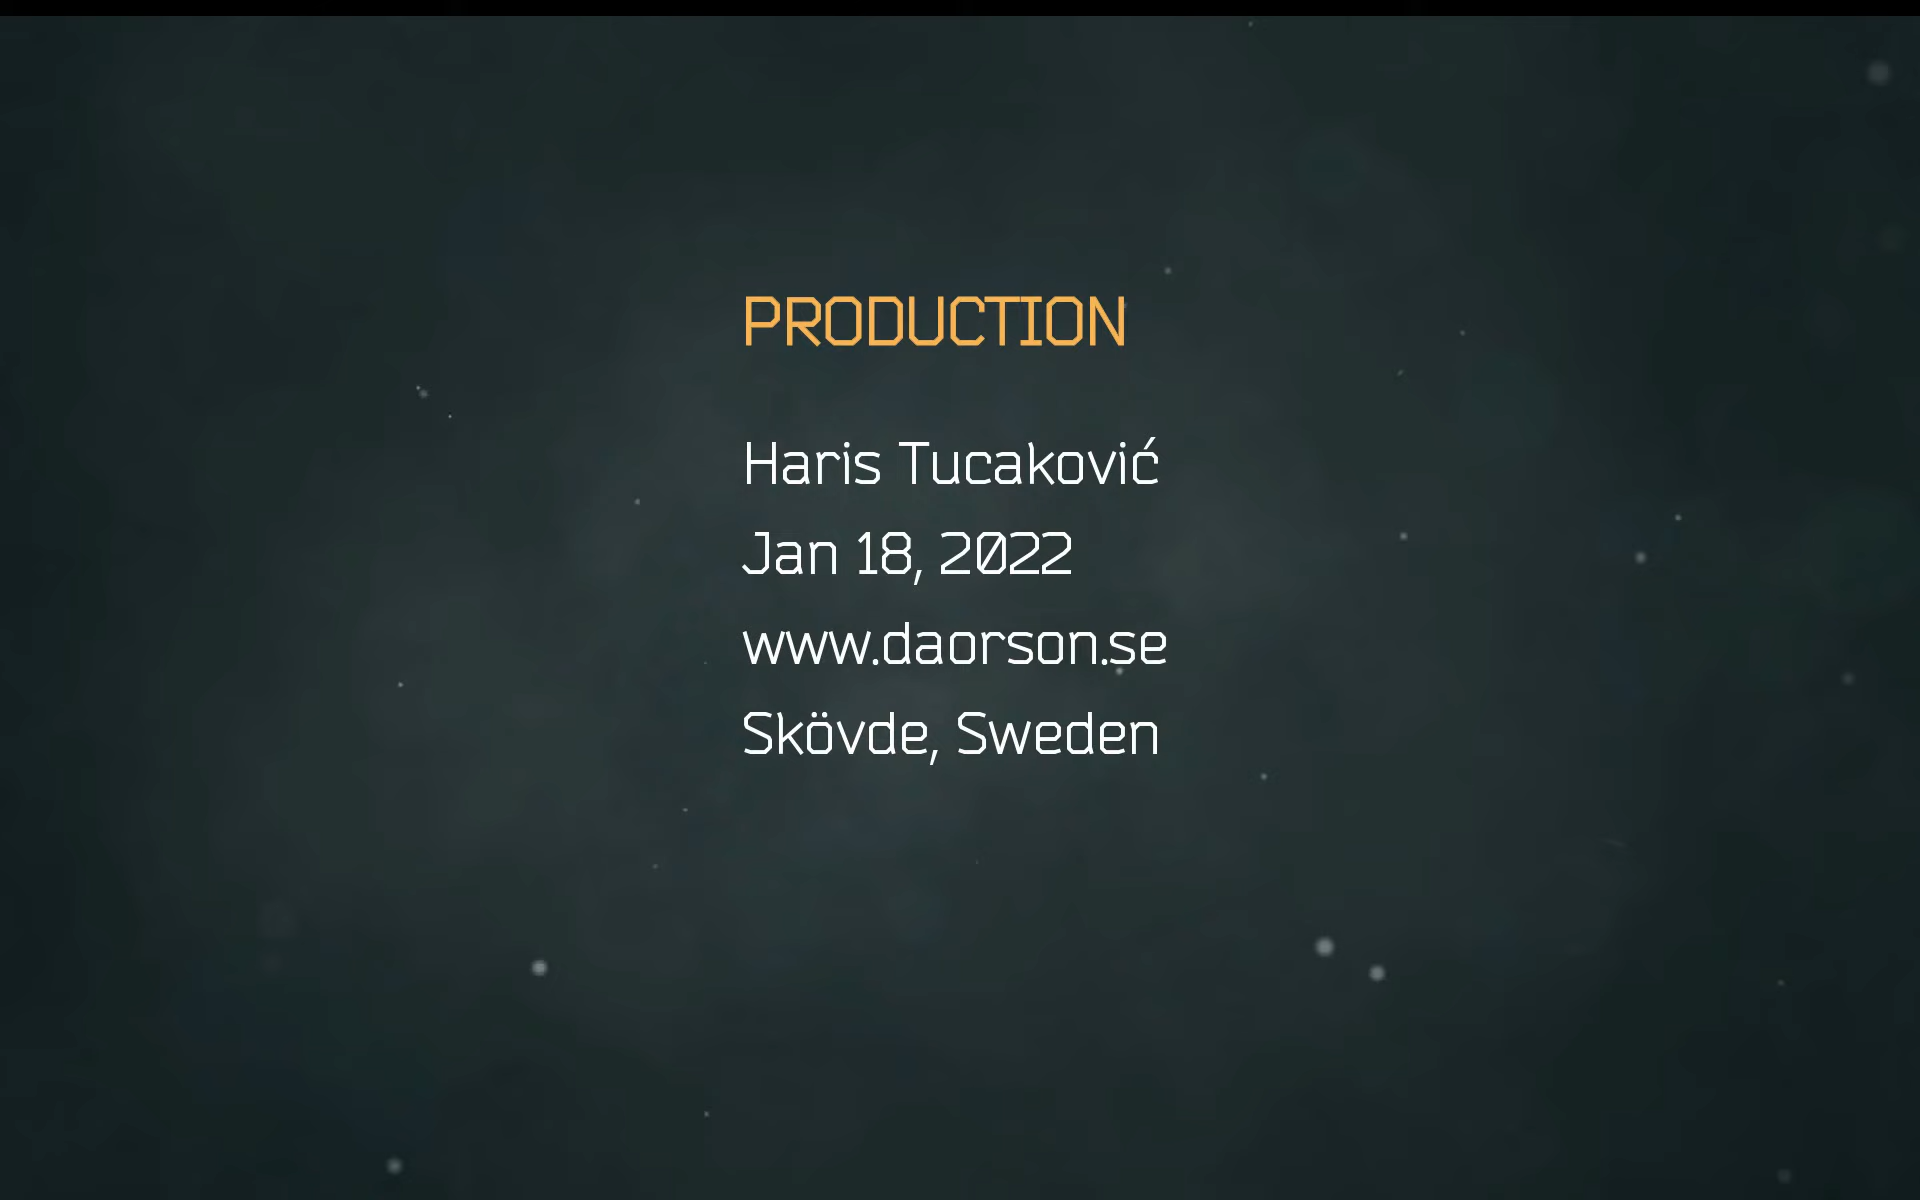 PRODUCTION
Haris Tucaković
Jan 18, 2022
www.daorson.se
Skövde, Sweden